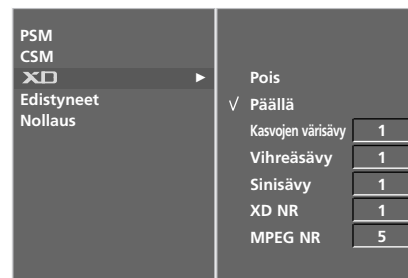 PSM
CSM
XD
Edistyneet
Nollaus
Pois
√ Päällä
Kasvojen värisävy 1
Vihreäsävy 1
Sinisävy 1
XD NR 1
MPEG NR 5